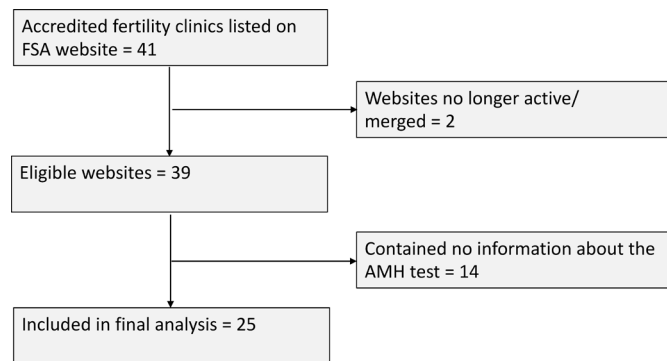 Accredited fertility clinics listed on
FSA website = 41
Websites no longer active/
merged = 2
Eligible websites = 39
Contained no information about the
AMH test = 14
Included in final analysis = 25